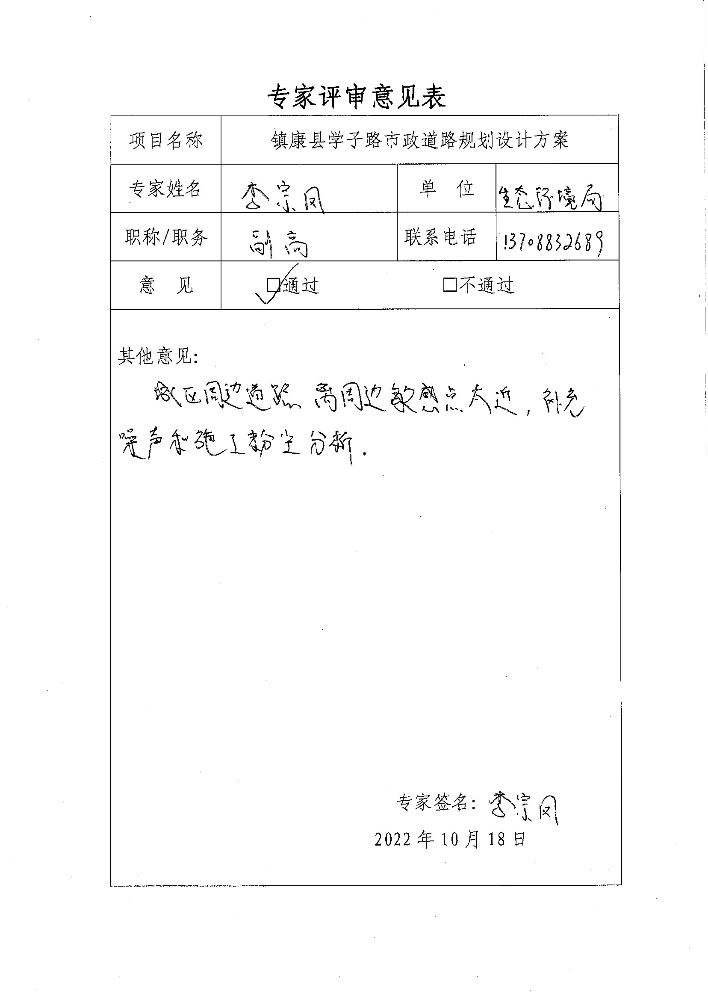 专家评审意见表
项目名称 镇康县学子路市政道路规划设计方案
专家姓名 李宗凤 单 位 生态环境局
职称/职务 副高 联系电话 13708832689
意 见 ☑通过 □不通过
其他意见:
城区周边道路离周边敏感点太近,补充
噪声和施工粉尘分析.
专家签名: 李宗凤
2022 年 10 月 18 日